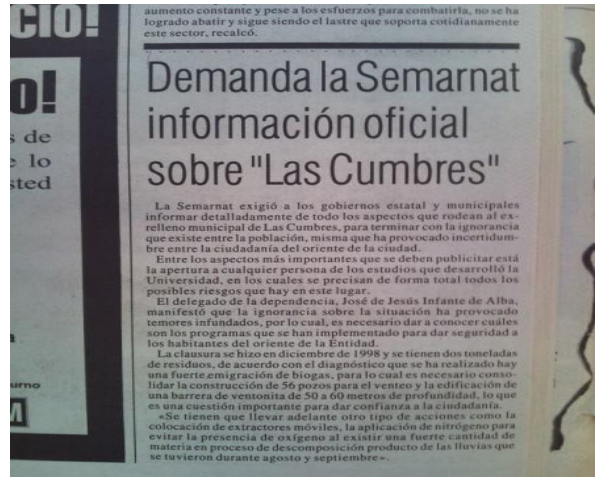 CIO!
o!
s de
e lo
sted
urno
M
aumento constante y pese a los esfuerzos para combatirla, no se ha
logrado abatir y sigue siendo el lastre que soporta cotidianamente
este sector, recalcó.
Demanda la Semarnat
información oficial
sobre "Las Cumbres"
La Semarnat exigió a los gobiernos estatal y municipales
informar detalladamente de todo los aspectos que rodean al ex-
relleno municipal de Las Cumbres, para terminar con la ignorancia
que existe entre la población, misma que ha provocado incertidum-
bre entre la ciudadanía del oriente de la ciudad.
Entre los aspectos más importantes que se deben publicitar está
la apertura a cualquier persona de los estudios que desarrolló la
Universidad, en los cuales se precisan de forma total todos los
posibles riesgos que hay en este lugar.
El delegado de la dependencia, José de Jesús Infante de Alba,
manifestó que la ignorancia sobre la situación ha provocado
temores infundados, por lo cual, es necesario dar a conocer cuáles
son los programas que se han implementado para dar seguridad a
los habitantes del oriente de la Entidad.
La clausura se hizo en diciembre de 1998 y se tienen dos toneladas
de residuos, de acuerdo con el diagnóstico que se ha realizado hay
una fuerte emigración de biogas, para lo cual es necesario conso-
lidar la construcción de 56 pozos para el venteo y la edificación de
una barrera de ventonita de 50 a 60 metros de profundidad, lo que
es una cuestión importante para dar confianza a la ciudadanía.
«Se tienen que llevar adelante otro tipo de acciones como la
colocación de extractores móviles, la aplicación de nitrógeno para
evitar la presencia de oxígeno al existir una fuerte cantidad de
materia en proceso de descomposición producto de las lluvias que
se tuvieron durante agosto y septiembre».